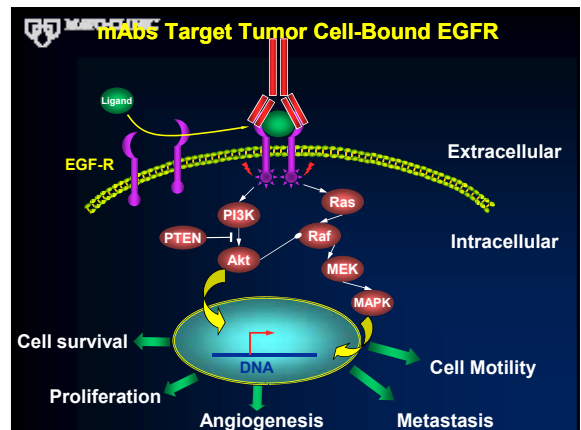 mAbs Target Tumor Cell-Bound EGFR
Ligand
EGF-R
Extracellular
Ras
PI3K
PTEN
Raf
Intracellular
Akt
MEK
MAPK
Cell survival
DNA
Cell Motility
Proliferation
Angiogenesis
Metastasis